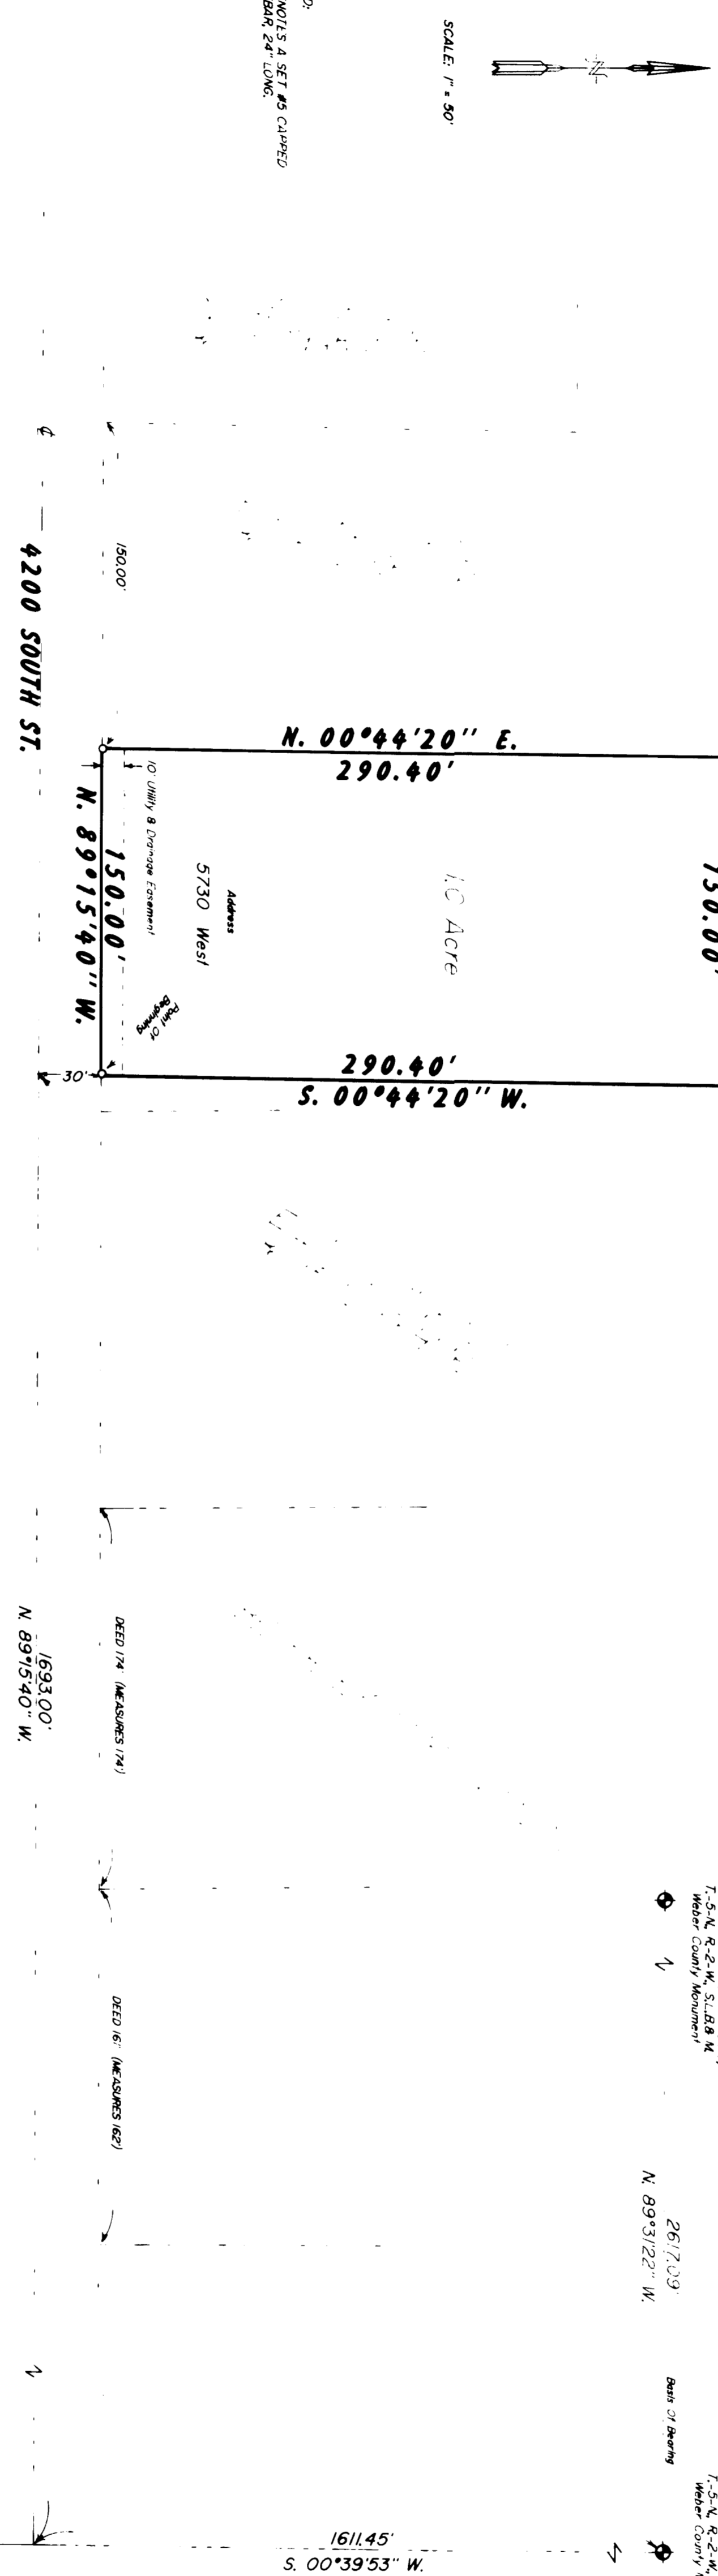 SCALE: 1" = 50'
NOTES A SET #5 CAPPED
BAR, 24" LONG.
4200 SOUTH ST.
150.00'
N. 00°44'20" E.
290.40'
10' Utility & Drainage Easement
150.00'
N. 89°15'40" W.
Address
5730 West
Acre
150.00'
Point Of
Beginning
30'
290.40'
S. 00°44'20" W.
DEED 174' (MEASURES 174')
1693.00'
N. 89°15'40" W.
DEED 161' (MEASURES 162')
T.-5-N, R.-2-W., S.L.B.& M.
Weber County Monument
2617.09'
N. 89°31'22" W.
Basis Of Bearing
T.-5-N, R.-2-W,
Weber County
1611.45'
S. 00°39'53" W.